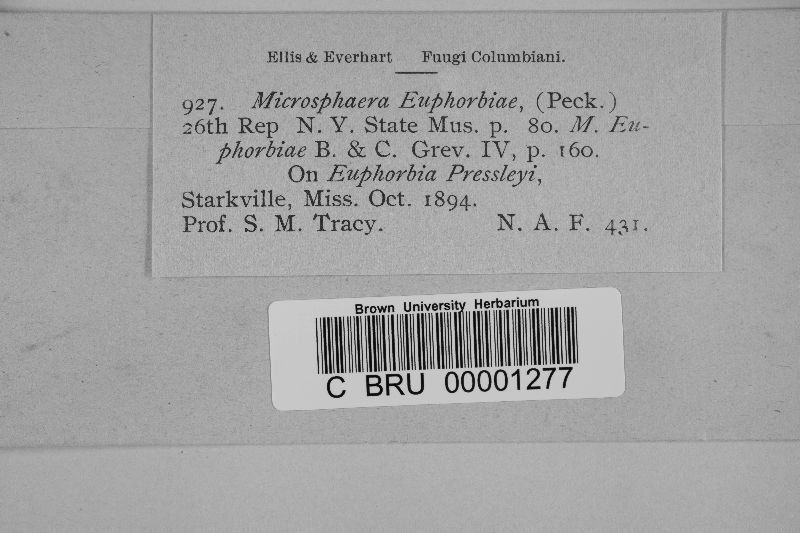 Ellis & Everhart Fuugi Columbiani.
927. Microsphaera Euphorbiae, (Peck.)
26th Rep N. Y. State Mus. p. 80. M. Eu-
phorbiae B. & C. Grev. IV, p. 160.
On Euphorbia Pressleyi,
Starkville, Miss. Oct. 1894.
Prof. S. M. Tracy. N. A. F. 431.
Brown University Herbarium
C BRU 00001277